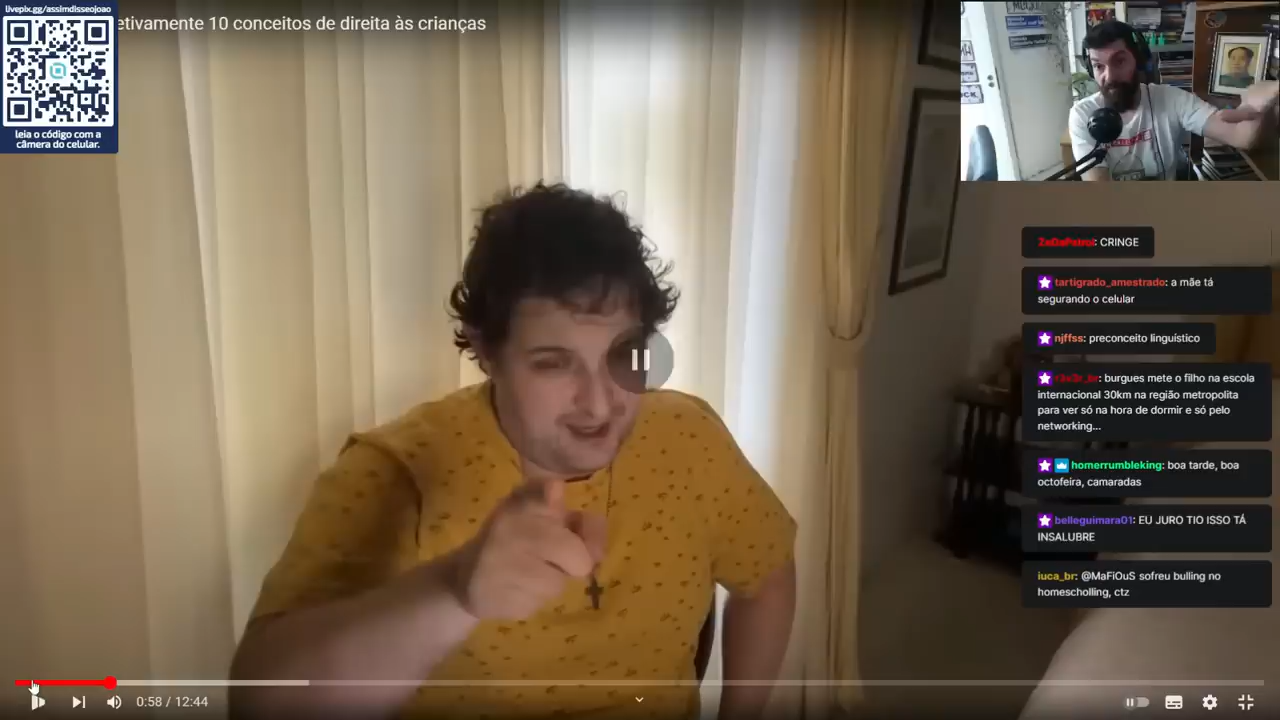 livepix.gg/assimdisseojoao
etivamente 10 conceitos de direita às crianças
leia o código com a
câmera do celular.
ZeDaPatrol: CRINGE
tartigrado_amestrado: a mãe tá
segurando o celular
njffss: preconceito linguístico
: burgues mete o filho na escola
internacional 30km na região metropolita
para ver só na hora de dormir e só pelo
networking...
homerrumbleking: boa tarde, boa
octofeira, camaradas
belleguimara01: EU JURO TIO ISSO TÁ
INSALUBRE
iuca_br: @MaFiOuS sofreu bulling no
homescholling, ctz
0:58 / 12:44